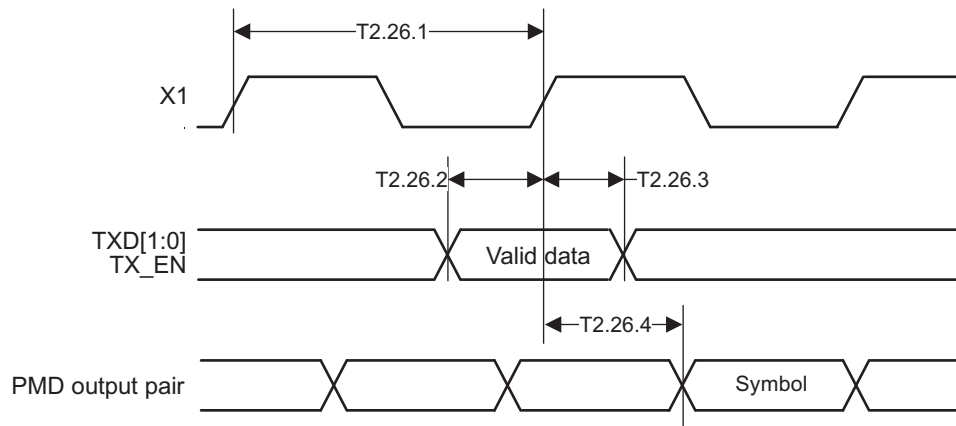 T2.26.1
X1
T2.26.2
T2.26.3
TXD[1:0]
TX_EN
Valid data
T2.26.4
PMD output pair
Symbol